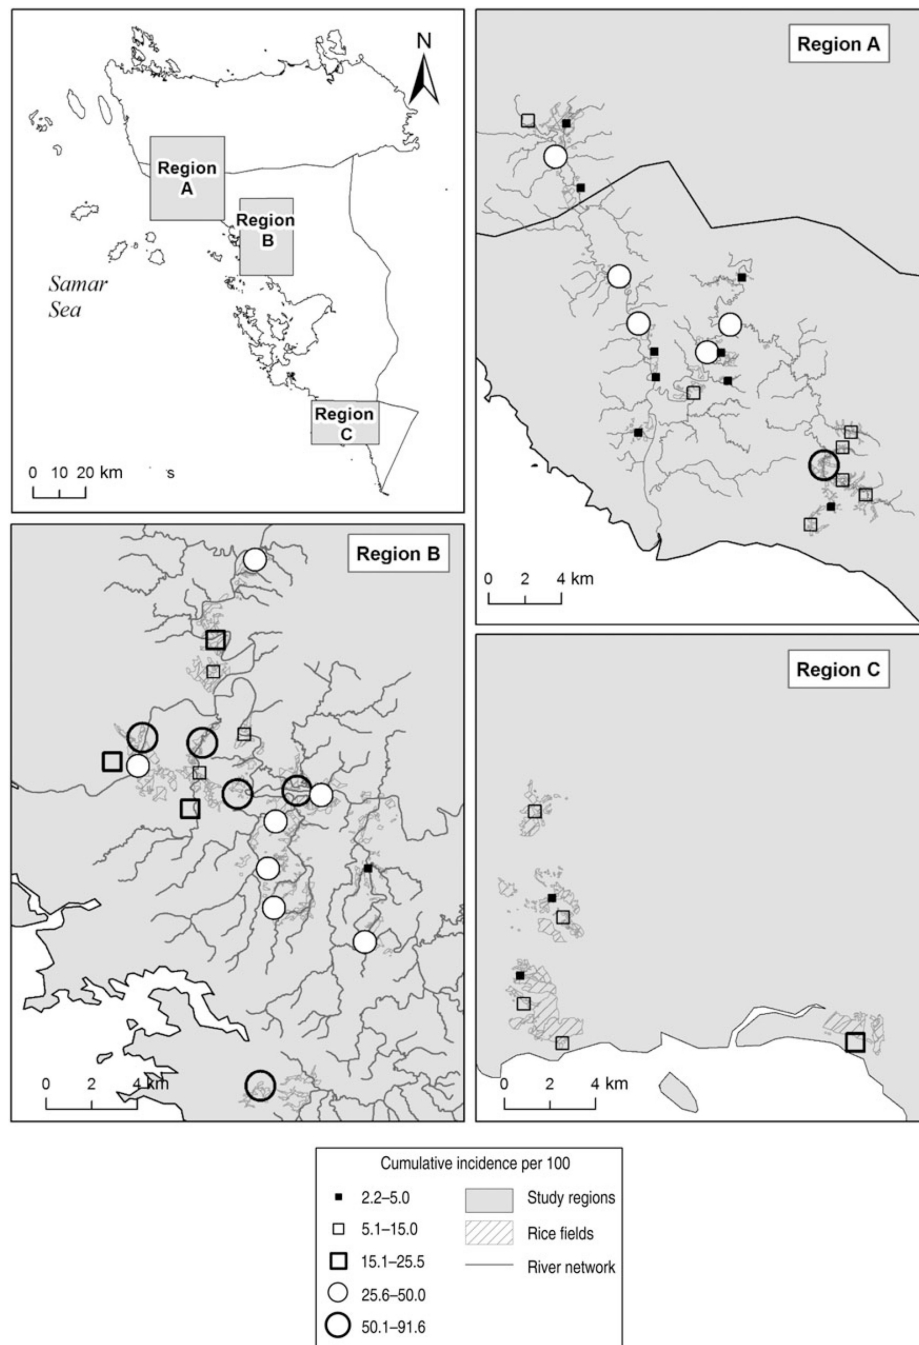 N
Region
A
Region
B
Samar
Sea
Region
C
0 10 20 km
s
Region A
0 2 4 km
Region B
0 2 4 km
Region C
0 2 4 km
Cumulative incidence per 100
2.2–5.0
5.1–15.0
15.1–25.5
25.6–50.0
50.1–91.6
Study regions
Rice fields
River network